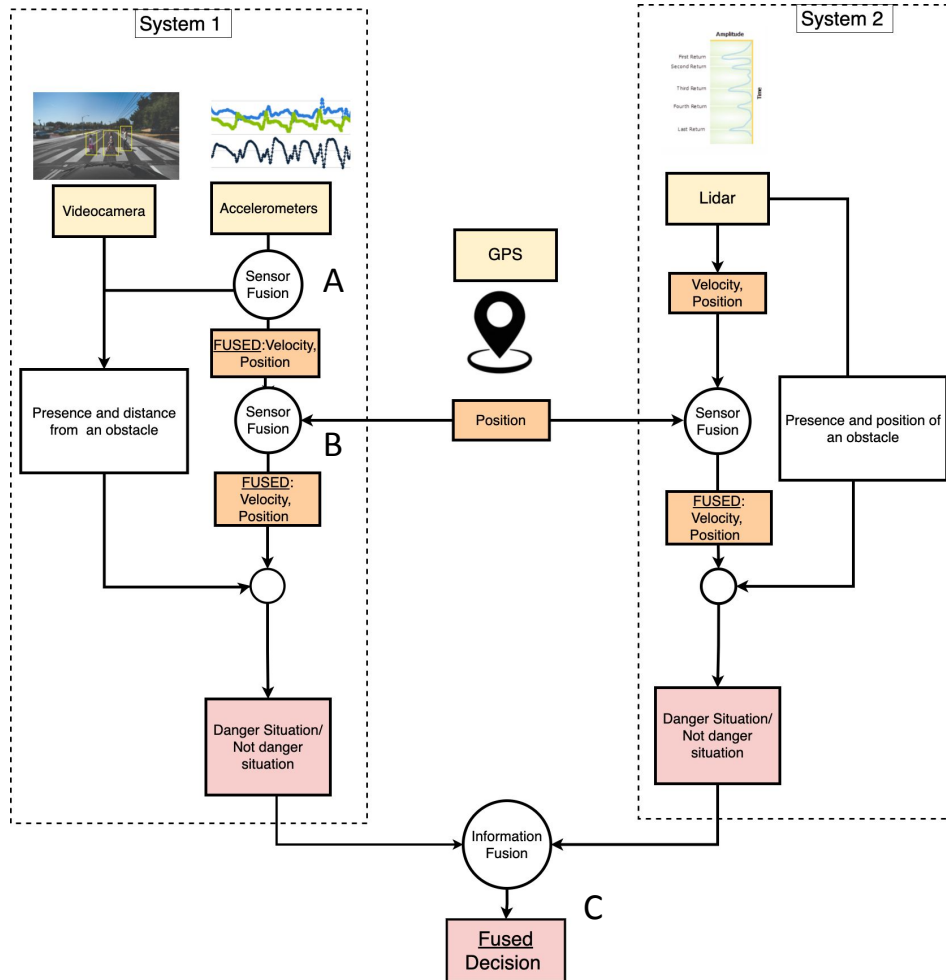 System 1
System 2
Amplitude
First Return
Second Return
Third Return
Fourth Return
Last Return
Time
Videocamera
Accelerometers
Lidar
GPS
Sensor
Fusion
A
Velocity,
Position
FUSED:Velocity,
Position
Presence and distance
from an obstacle
Sensor
Fusion
B
Position
Sensor
Fusion
Presence and position of
an obstacle
FUSED:
Velocity,
Position
FUSED:
Velocity,
Position
Danger Situation/
Not danger
situation
Danger Situation/
Not danger
situation
Information
Fusion
C
Fused
Decision